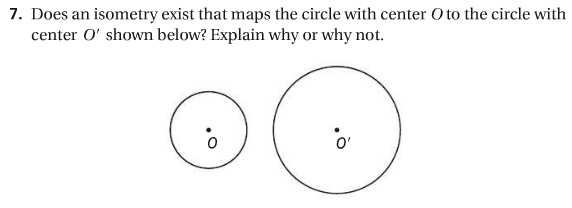 7. Does an isometry exist that maps the circle with center O to the circle with
center O′ shown below? Explain why or why not.
O
O′